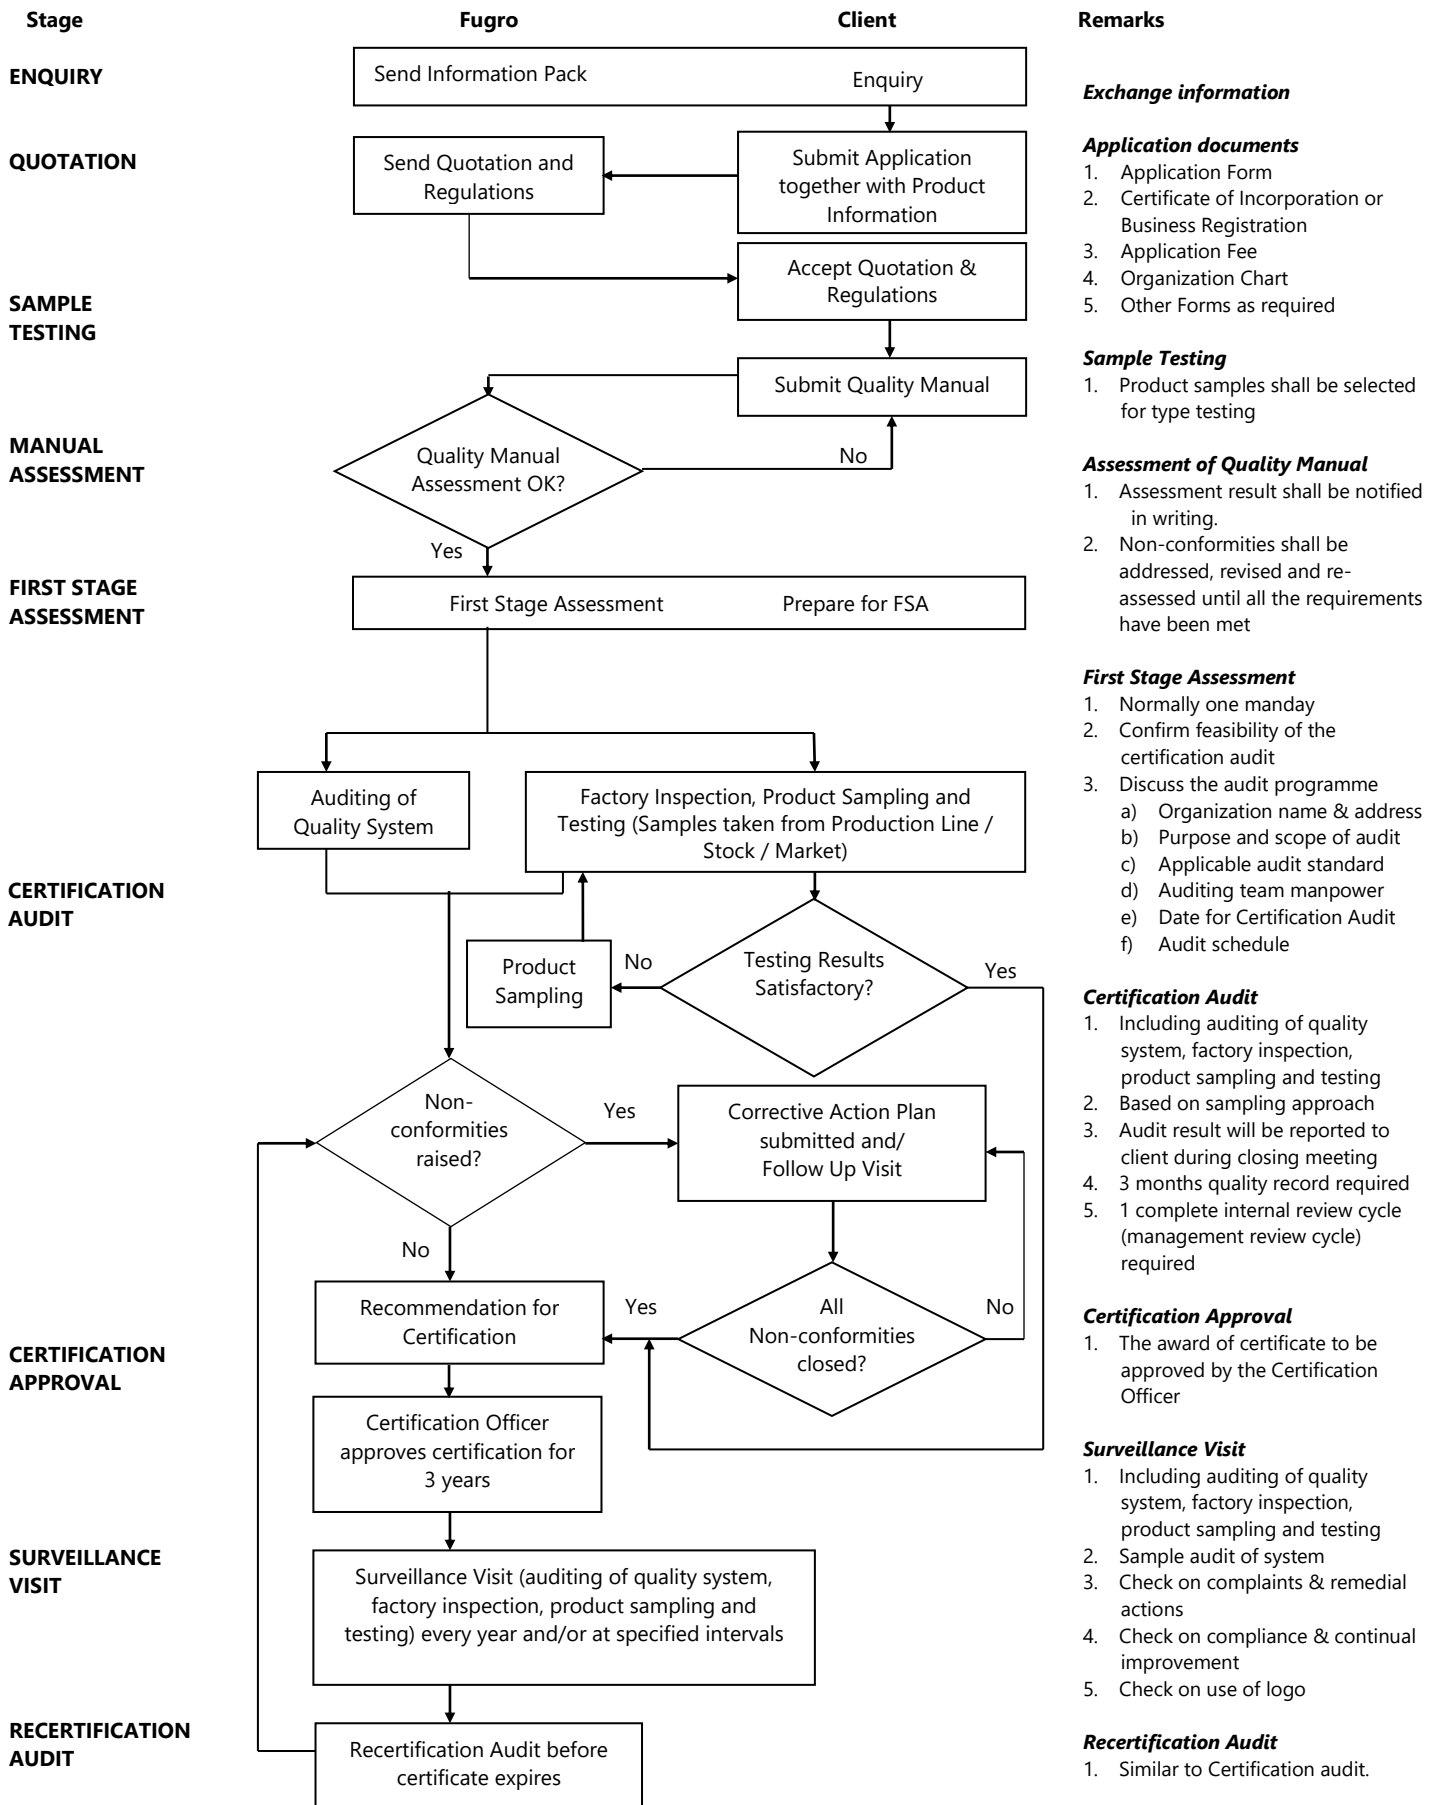 Stage
Fugro
Client
Remarks
ENQUIRY
Send Information Pack
Enquiry
Exchange information
QUOTATION
Send Quotation and
Regulations
Submit Application
together with Product
Information
Application documents
1. Application Form
2. Certificate of Incorporation or
Business Registration
3. Application Fee
4. Organization Chart
5. Other Forms as required
Accept Quotation &
Regulations
SAMPLE
TESTING
Submit Quality Manual
Sample Testing
1. Product samples shall be selected
for type testing
MANUAL
ASSESSMENT
Quality Manual
Assessment OK?
No
Yes
Assessment of Quality Manual
1. Assessment result shall be notified
in writing.
2. Non-conformities shall be
addressed, revised and re-
assessed until all the requirements
have been met
FIRST STAGE
ASSESSMENT
First Stage Assessment
Prepare for FSA
First Stage Assessment
1. Normally one manday
2. Confirm feasibility of the
certification audit
3. Discuss the audit programme
a) Organization name & address
b) Purpose and scope of audit
c) Applicable audit standard
d) Auditing team manpower
e) Date for Certification Audit
f) Audit schedule
Auditing of
Quality System
Factory Inspection, Product Sampling and
Testing (Samples taken from Production Line /
Stock / Market)
CERTIFICATION
AUDIT
Product
Sampling
No
Testing Results
Satisfactory?
Yes
Certification Audit
1. Including auditing of quality
system, factory inspection,
product sampling and testing
2. Based on sampling approach
3. Audit result will be reported to
client during closing meeting
4. 3 months quality record required
5. 1 complete internal review cycle
(management review cycle)
required
Non-
conformities
raised?
Yes
Corrective Action Plan
submitted and/
Follow Up Visit
No
Recommendation for
Certification
Yes
All
Non-conformities
closed?
No
CERTIFICATION
APPROVAL
Certification Approval
1. The award of certificate to be
approved by the Certification
Officer
Certification Officer
approves certification for
3 years
SURVEILLANCE
VISIT
Surveillance Visit (auditing of quality system,
factory inspection, product sampling and
testing) every year and/or at specified intervals
Surveillance Visit
1. Including auditing of quality
system, factory inspection,
product sampling and testing
2. Sample audit of system
3. Check on complaints & remedial
actions
4. Check on compliance & continual
improvement
5. Check on use of logo
RECERTIFICATION
AUDIT
Recertification Audit before
certificate expires
Recertification Audit
1. Similar to Certification audit.